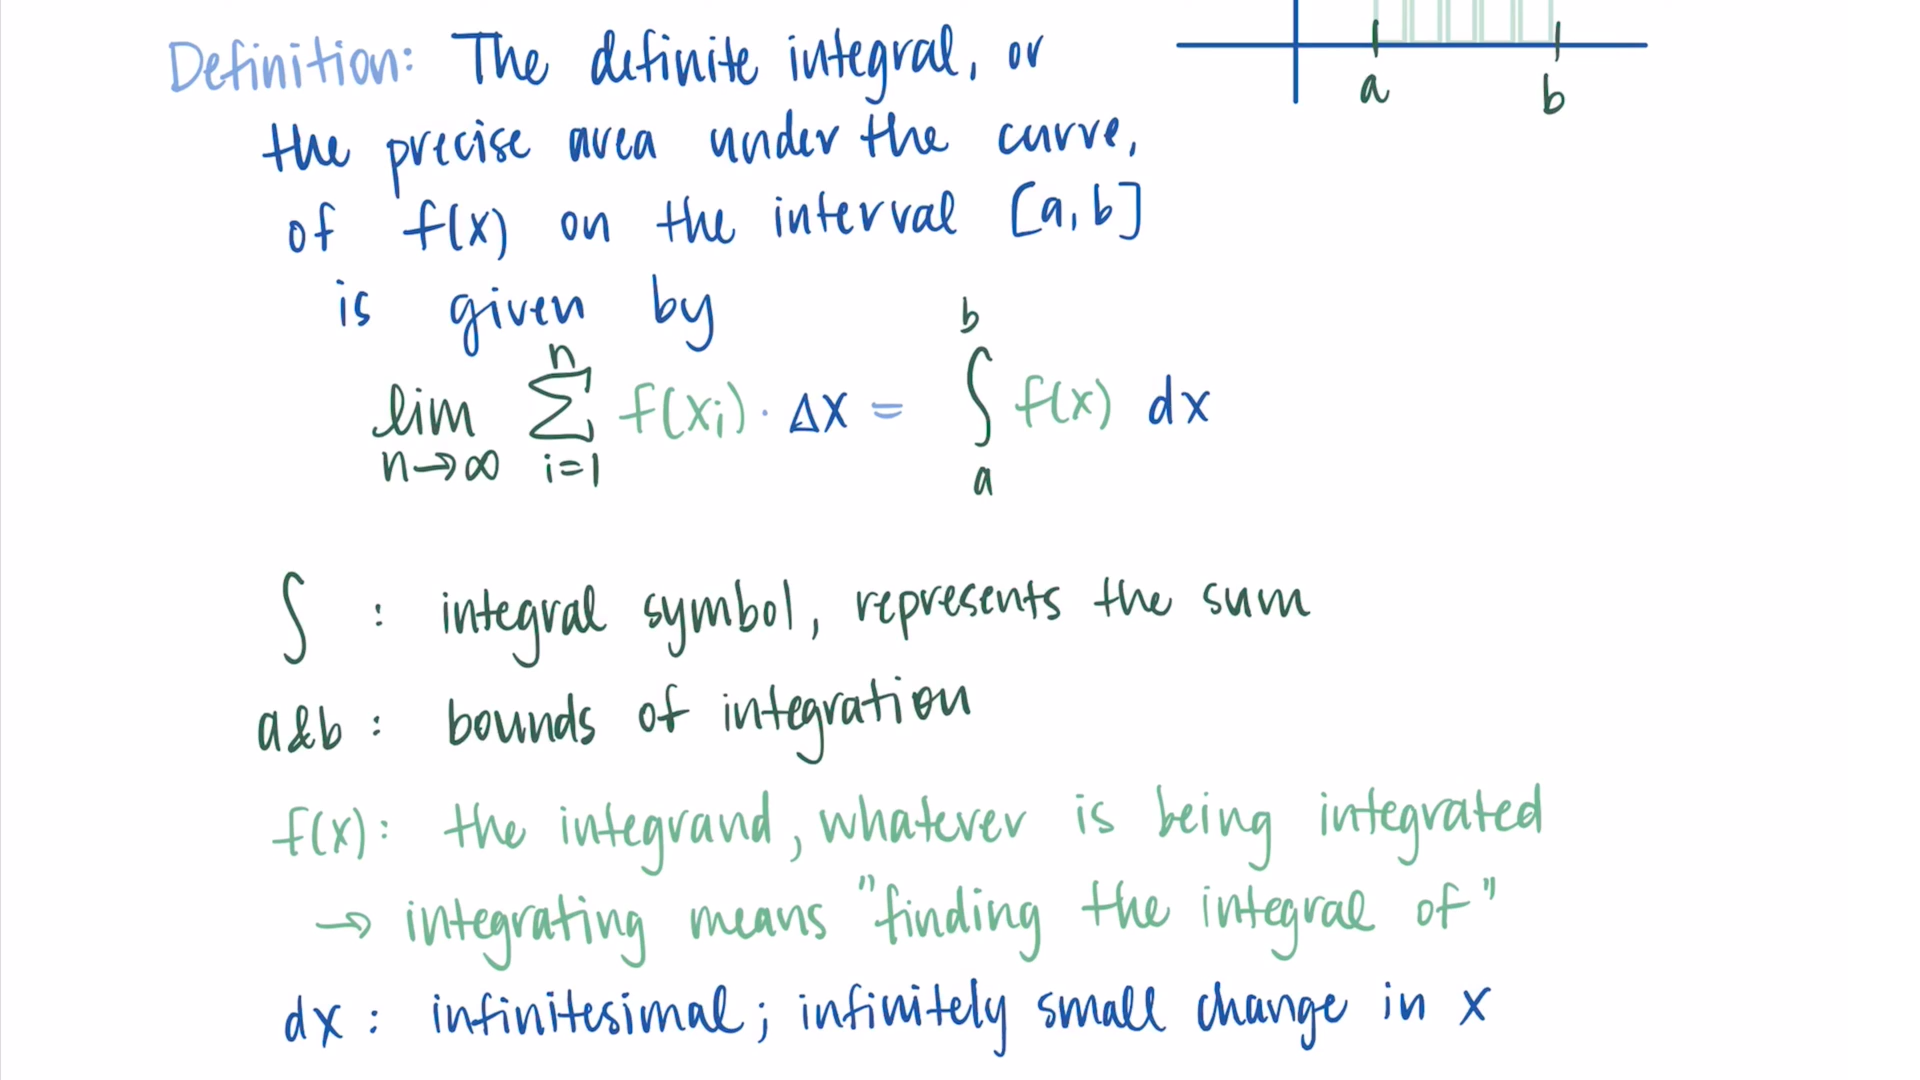 Definition: The definite integral, or
the precise area under the curve,
of f(x) on the interval [a, b]
is given by
lim n→∞ ∑ i=1 n f(xi) · Δx = ∫ a b f(x) dx
a b
∫ : integral symbol, represents the sum
a&b : bounds of integration
f(x): the integrand, whatever is being integrated
→ integrating means "finding the integral of"
dx : infinitesimal; infinitely small change in x